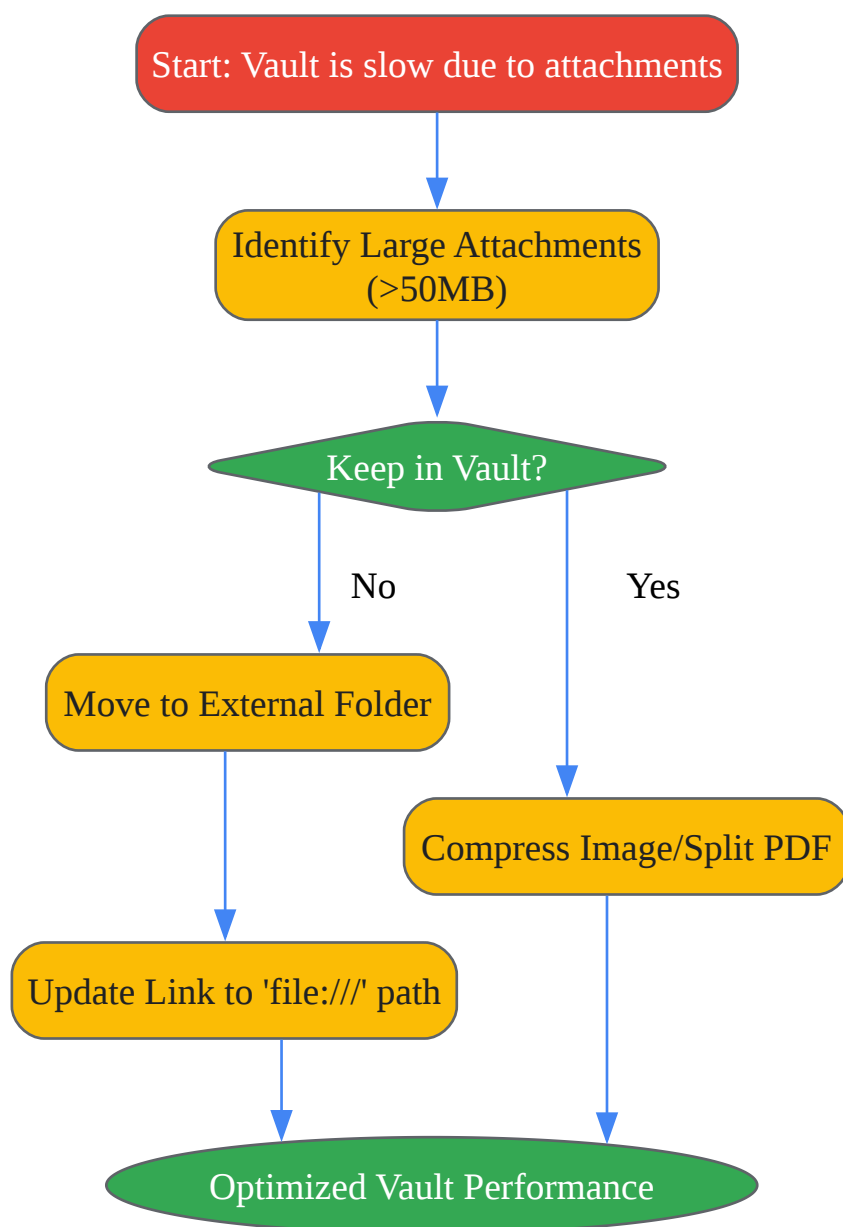 Start: Vault is slow due to attachments
Identify Large Attachments
(>50MB)
Keep in Vault?
No
Yes
Move to External Folder
Compress Image/Split PDF
Update Link to 'file:///' path
Optimized Vault Performance